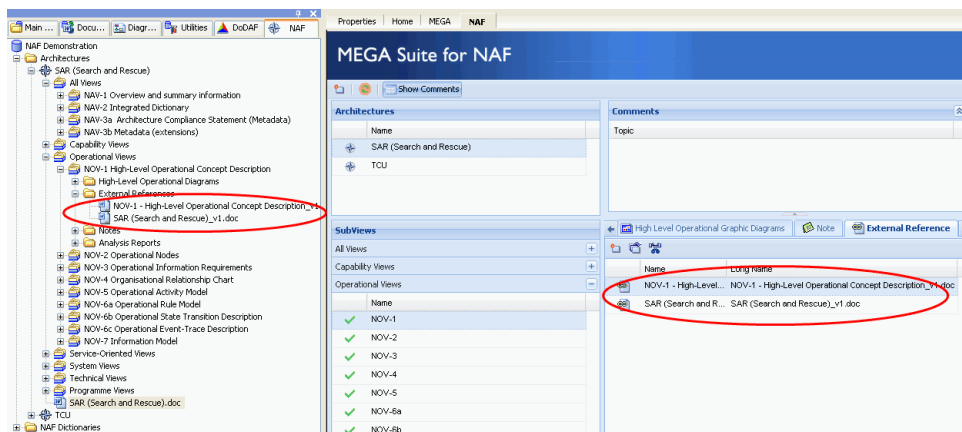 Main ... Docu... Diagr... Utilities DoDAF NAF
NAF Demonstration
Architectures
SAR (Search and Rescue)
All Views
NAV-1 Overview and summary information
NAV-2 Integrated Dictionary
NAV-3a Architecture Compliance Statement (Metadata)
NAV-3b Metadata (extensions)
Capability Views
Operational Views
NOV-1 High-Level Operational Concept Description
High-Level Operational Diagrams
External References
NOV-1 - High-Level Operational Concept Description_v1
SAR (Search and Rescue)_v1.doc
Notes
Analysis Reports
NOV-2 Operational Nodes
NOV-3 Operational Information Requirements
NOV-4 Organisational Relationship Chart
NOV-5 Operational Activity Model
NOV-6a Operational Rule Model
NOV-6b Operational State Transition Description
NOV-6c Operational Event-Trace Description
NOV-7 Information Model
Service-Oriented Views
System Views
Technical Views
Programme Views
SAR (Search and Rescue).doc
TCU
NAF Dictionaries
Properties Home MEGA NAF
MEGA Suite for NAF
Show Comments
Architectures
Name
SAR (Search and Rescue)
TCU
Comments
Topic
SubViews
All Views
Capability Views
Operational Views
Name
NOV-1
NOV-2
NOV-3
NOV-4
NOV-5
NOV-6a
NOV-6b
High Level Operational Graphic Diagrams Note External Reference
Name Long Name
NOV-1 - High-Level... NOV-1 - High-Level Operational Concept Description_v1.doc
SAR (Search and R... SAR (Search and Rescue)_v1.doc